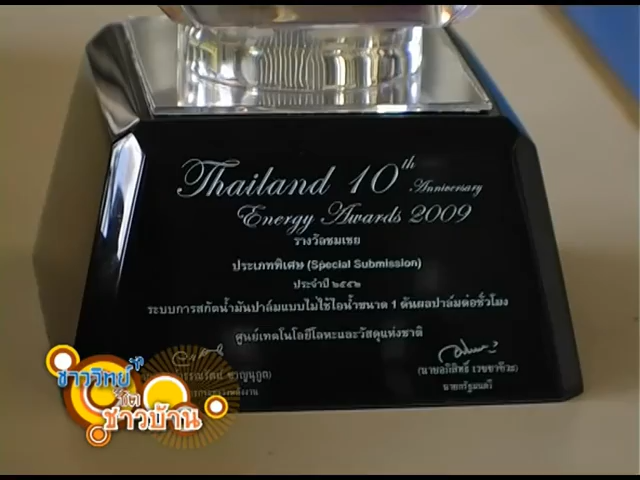 Thailand 10th Anniversary
Energy Awards 2009
รางวัลชมเชย
ประเภทพิเศษ (Special Submission)
ประจำปี ๒๕๕๒
ระบบการสกัดน้ำมันปาล์มแบบไม่ใช้ไอน้ำขนาด 1 ตันผลปาล์มต่อชั่วโมง
ศูนย์เทคโนโลยีโลหะและวัสดุแห่งชาติ
(นายอภิสิทธิ์ เวชชาชีวะ)
นายกรัฐมนตรี
ชาววิทย์
ชาวบ้าน